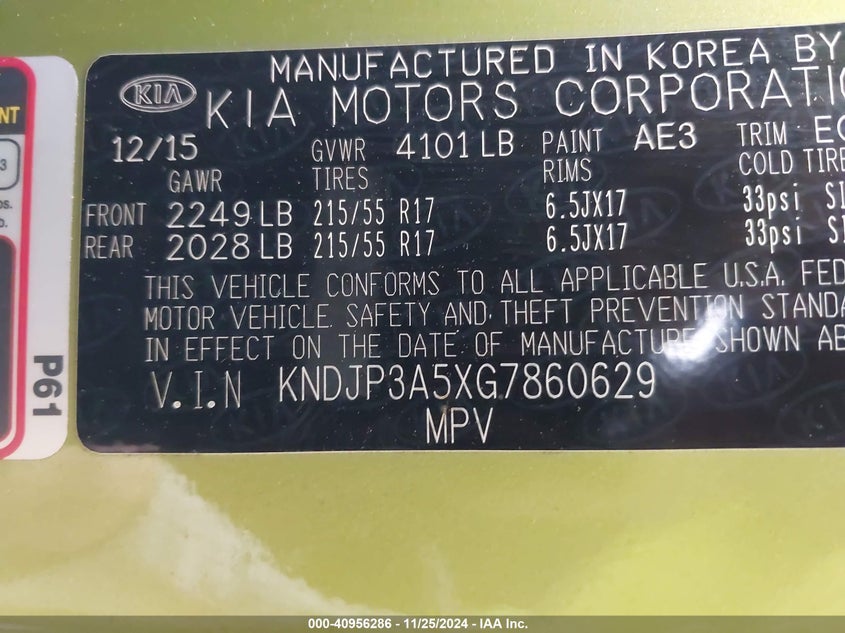 MANUFACTURED IN KOREA BY
KIA KIA MOTORS CORPORATI
12/15 GVWR 4101 LB PAINT AE3 TRIM
GAWR TIRES RIMS COLD TIRE
FRONT 2249 LB 215/55 R17 6.5JX17 33psi
REAR 2028 LB 215/55 R17 6.5JX17 33psi
THIS VEHICLE CONFORMS TO ALL APPLICABLE U.S.A. FED
MOTOR VEHICLE SAFETY AND THEFT PREVENTION STANDA
IN EFFECT ON THE DATE OF MANUFACTURE SHOWN AB
V.I.N KNDJP3A5XG7860629
MPV
NT
3
P61
000-40956286 - 11/25/2024 - IAA Inc.